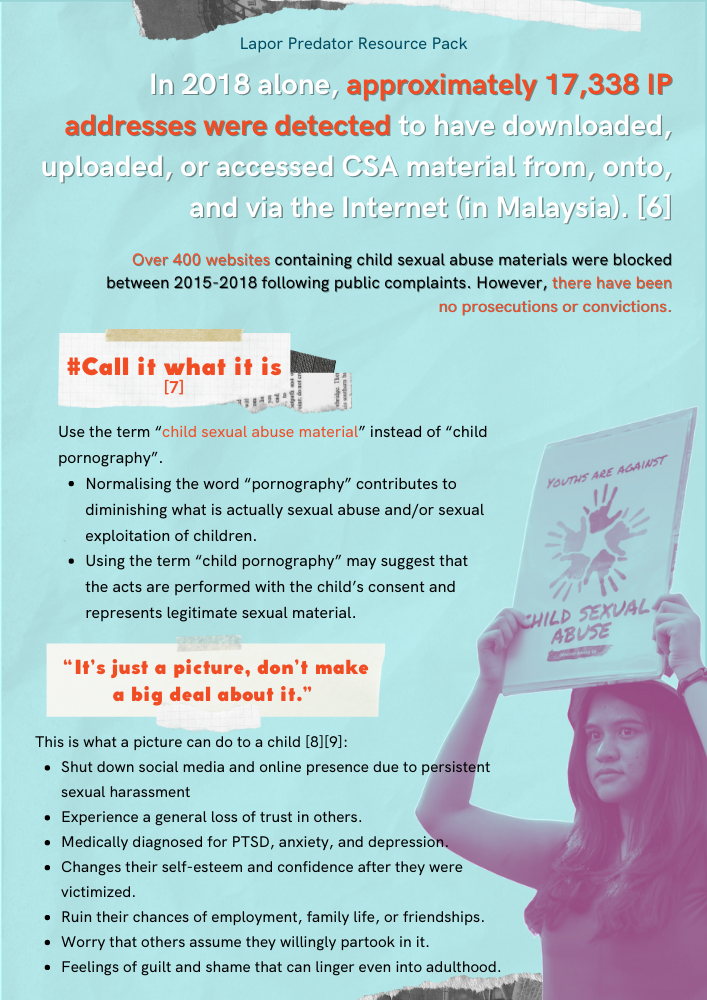 Lapor Predator Resource Pack
In 2018 alone, approximately 17,338 IP
addresses were detected to have downloaded,
uploaded, or accessed CSA material from, onto,
and via the Internet (in Malaysia). [6]
Over 400 websites containing child sexual abuse materials were blocked
between 2015-2018 following public complaints. However, there have been
no prosecutions or convictions.
#Call it what it is
[7]
Use the term “child sexual abuse material” instead of “child
pornography”.
• Normalising the word “pornography” contributes to
diminishing what is actually sexual abuse and/or sexual
exploitation of children.
• Using the term “child pornography” may suggest that
the acts are performed with the child’s consent and
represents legitimate sexual material.
YOUTHS ARE AGAINST
CHILD SEXUAL
ABUSE
“It’s just a picture, don’t make
a big deal about it.”
This is what a picture can do to a child [8][9]:
• Shut down social media and online presence due to persistent
sexual harassment
• Experience a general loss of trust in others.
• Medically diagnosed for PTSD, anxiety, and depression.
• Changes their self-esteem and confidence after they were
victimized.
• Ruin their chances of employment, family life, or friendships.
• Worry that others assume they willingly partook in it.
• Feelings of guilt and shame that can linger even into adulthood.